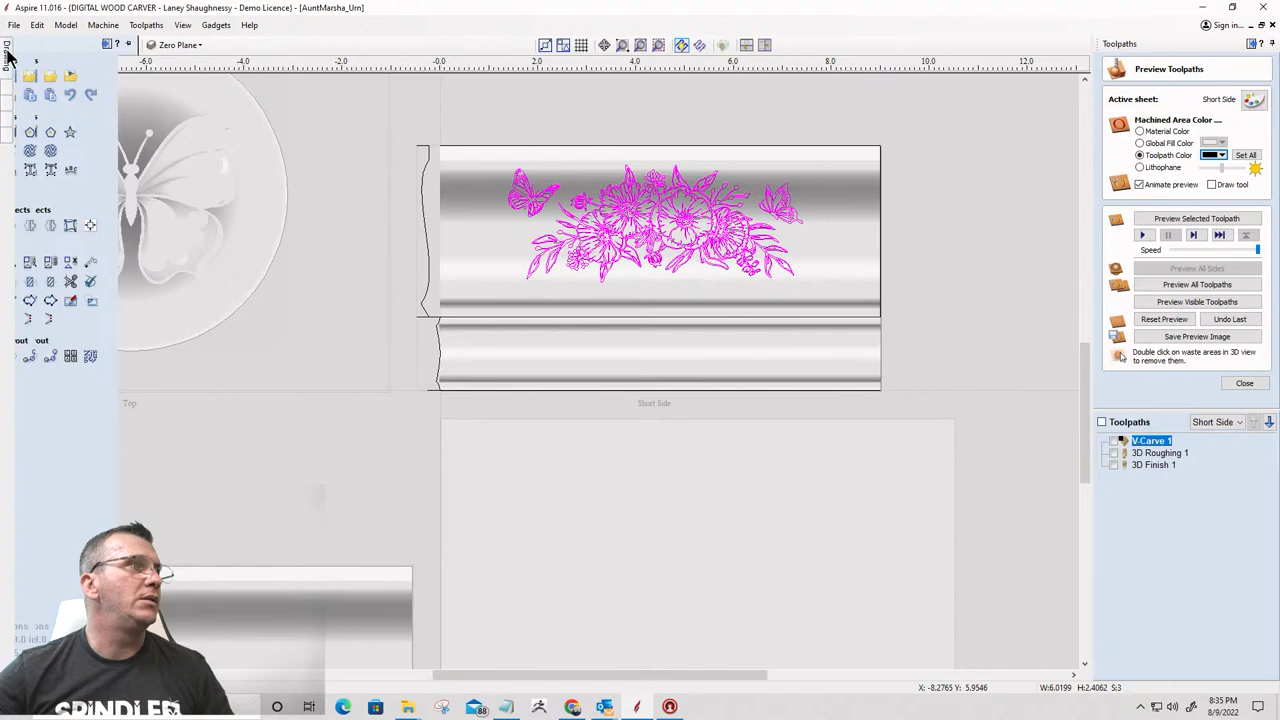 Aspire 11.016 - (DIGITAL WOOD CARVER - Laney Shaughnessy - Demo Licence) - [AuntMarsha_Urn]
File Edit Model Machine Toolpaths View Gadgets Help
Sign in...
Drawing
Zero Plane
Toolpaths
-6.0 -4.0 -2.0 -0.0 2.0 4.0 6.0 8.0 10.0 12.0
Preview Toolpaths
Active sheet: Short Side
Machined Area Color ....
Material Color
Global Fill Color
Toolpath Color
Set All
Lithophane
Animate preview
Draw tool
Preview Selected Toolpath
Speed
Preview All Sides
Preview All Toolpaths
Preview Visible Toolpaths
Reset Preview
Undo Last
Save Preview Image
Double click on waste areas in 3D view
to remove them.
Close
Top
Short Side
Toolpaths
Short Side
V-Carve 1
3D Roughing 1
3D Finish 1
DIGITAL WOOD CARVER
SPINDLE
X: -8.2765 Y: 5.9546
W:6.0199 H:2.4062 S:3
88
8:35 PM
8/9/2022